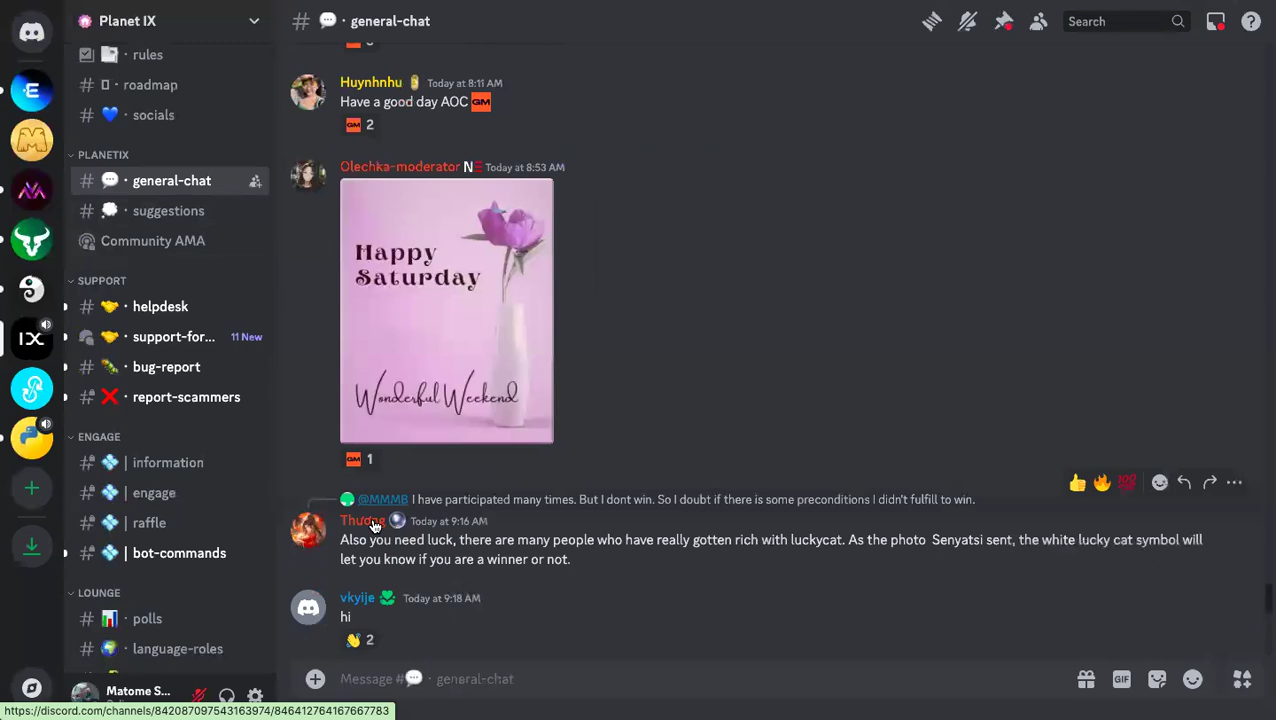 Planet IX
rules
roadmap
socials
PLANETIX
general-chat
suggestions
Community AMA
SUPPORT
helpdesk
support-for...
11 New
bug-report
report-scammers
ENGAGE
information
engage
raffle
bot-commands
LOUNGE
polls
language-roles
Matome S...
IX
# · general-chat
Search
Huynhnhu Today at 8:11 AM
Have a good day AOC GM
GM 2
Olechka-moderator NE Today at 8:53 AM
Happy
Saturday
Wonderful Weekend
GM 1
@MMMB I have participated many times. But I dont win. So I doubt if there is some preconditions I didn't fulfill to win.
Thương Today at 9:16 AM
Also you need luck, there are many people who have really gotten rich with luckycat. As the photo Senyatsi sent, the white lucky cat symbol will
let you know if you are a winner or not.
vkyije Today at 9:18 AM
hi
2
Message # · general-chat
GIF
https://discord.com/channels/842087097543163974/846412764167667783